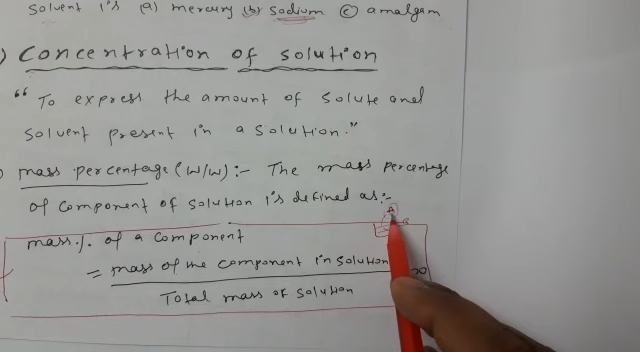 solvent is (a) mercury (b) sodium (c) amalgam
) Concentration of solution
"To express the amount of solute and
solvent present in a solution."
mass percentage (W/W) :- The mass percentage
of component of solution is defined as :-
mass % of a component
= mass of the component in solution
Total mass of solution